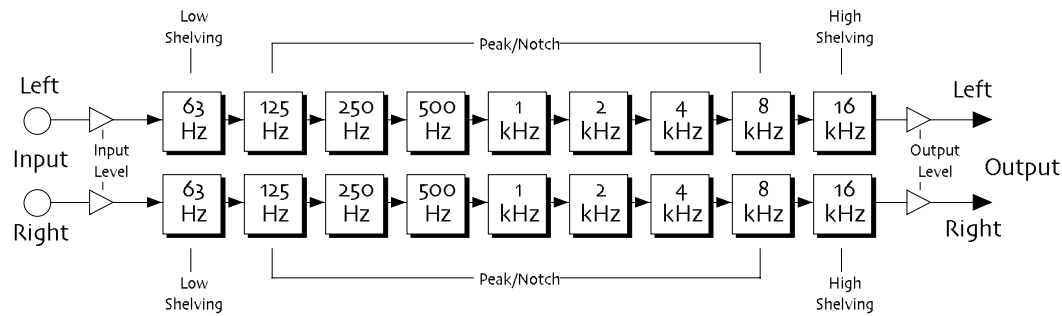 Low
Shelving
High
Shelving
Peak/Notch
Left
Left
63
Hz
125
Hz
250
Hz
500
Hz
1
kHz
2
kHz
4
kHz
8
kHz
16
kHz
Input
Input
Level
Output
Level
Output
63
Hz
125
Hz
250
Hz
500
Hz
1
kHz
2
kHz
4
kHz
8
kHz
16
kHz
Right
Right
Peak/Notch
Low
Shelving
High
Shelving